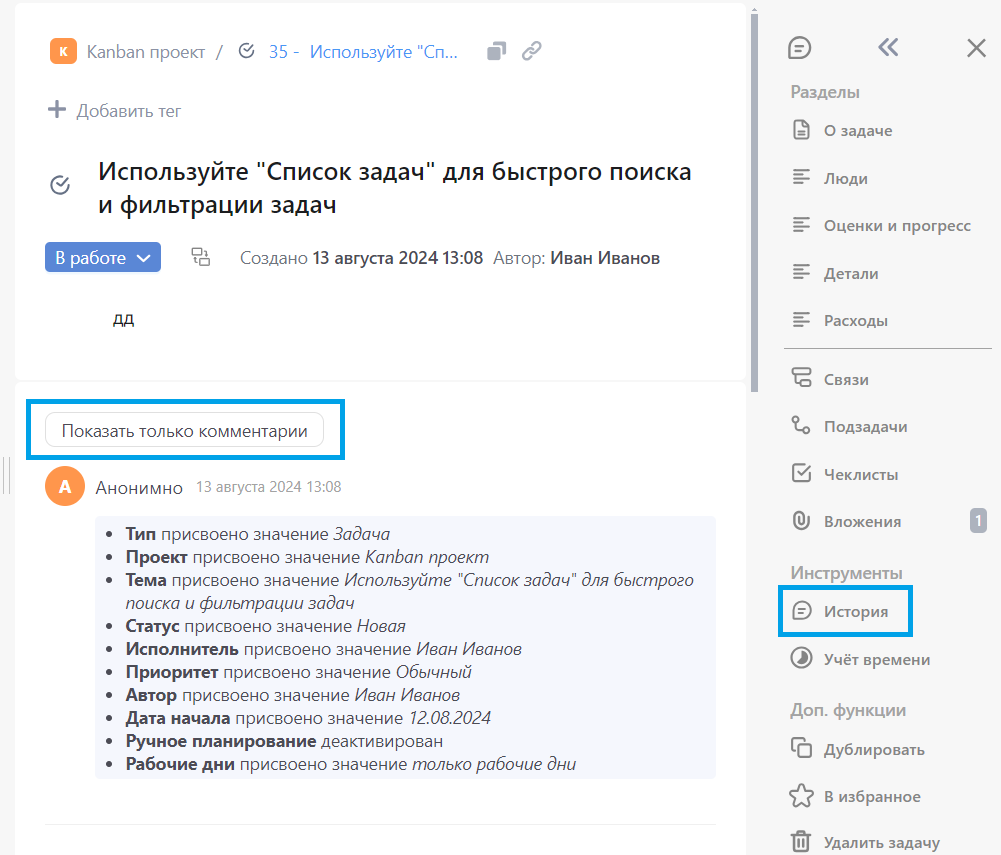 К Kanban проект / 35 - Используйте "Сп...
Добавить тег
Используйте "Список задач" для быстрого поиска
и фильтрации задач
В работе Создано 13 августа 2024 13:08 Автор: Иван Иванов
дд
Показать только комментарии
А Анонимно 13 августа 2024 13:08
• Тип присвоено значение Задача
• Проект присвоено значение Kanban проект
• Тема присвоено значение Используйте "Список задач" для быстрого
поиска и фильтрации задач
• Статус присвоено значение Новая
• Исполнитель присвоено значение Иван Иванов
• Приоритет присвоено значение Обычный
• Автор присвоено значение Иван Иванов
• Дата начала присвоено значение 12.08.2024
• Ручное планирование деактивирован
• Рабочие дни присвоено значение только рабочие дни
Разделы
О задаче
Люди
Оценки и прогресс
Детали
Расходы
Связи
Подзадачи
Чеклисты
Вложения 1
Инструменты
История
Учёт времени
Доп. функции
Дублировать
В избранное
Удалить задачу